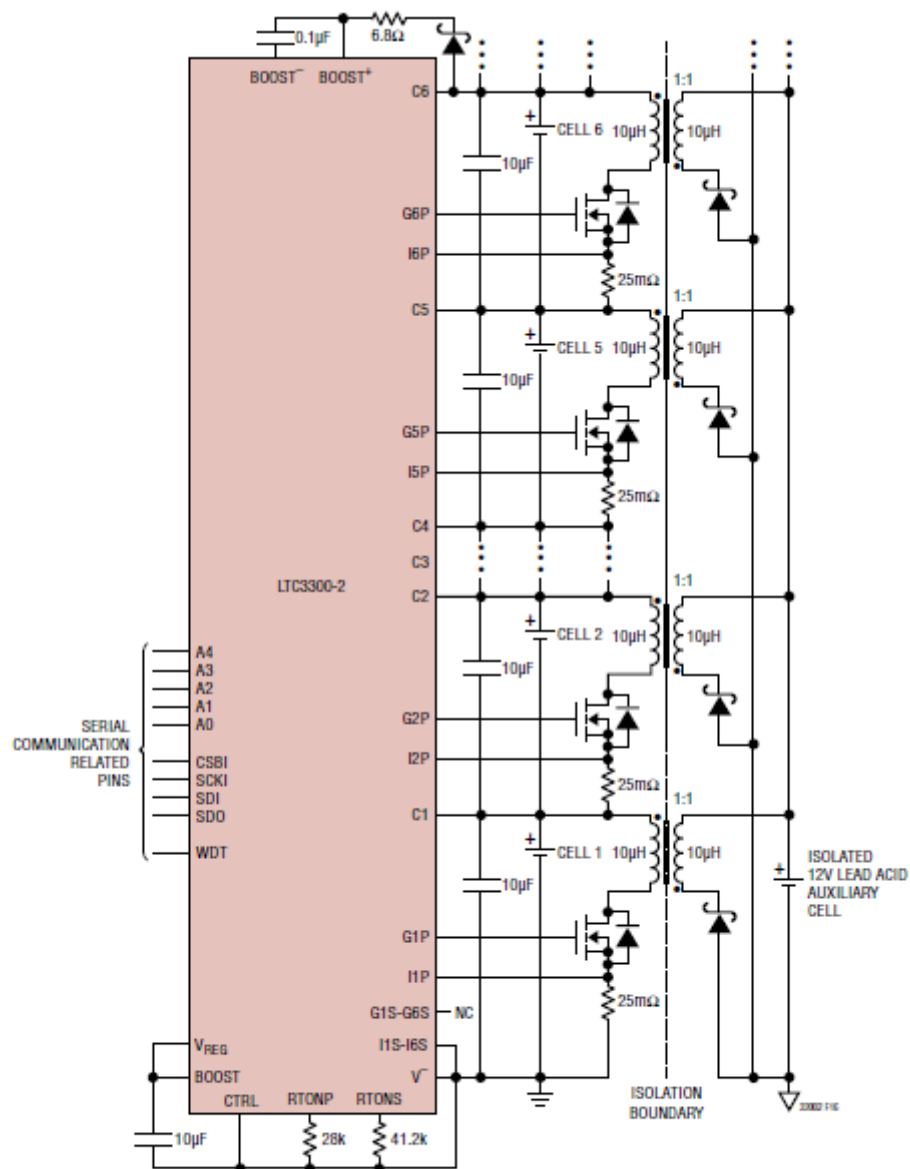 0.1μF
6.8Ω
BOOST⁻
BOOST⁺
1:1
C6
CELL 6
10μH
10μH
10μF
G6P
I6P
25mΩ
1:1
C5
CELL 5
10μH
10μH
10μF
G5P
I5P
25mΩ
C4
C3
1:1
LTC3300-2
C2
CELL 2
10μH
10μH
10μF
A4
A3
A2
A1
A0
SERIAL
COMMUNICATION
RELATED
PINS
CSBI
SCKI
SDI
SDO
WDT
G2P
I2P
25mΩ
1:1
C1
CELL 1
10μH
10μH
10μF
ISOLATED
12V LEAD ACID
AUXILIARY
CELL
G1P
I1P
25mΩ
G1S-G6S
NC
VREG
I1S-I6S
BOOST
V⁻
CTRL
RTONP
RTONS
ISOLATION
BOUNDARY
10μF
28k
41.2k